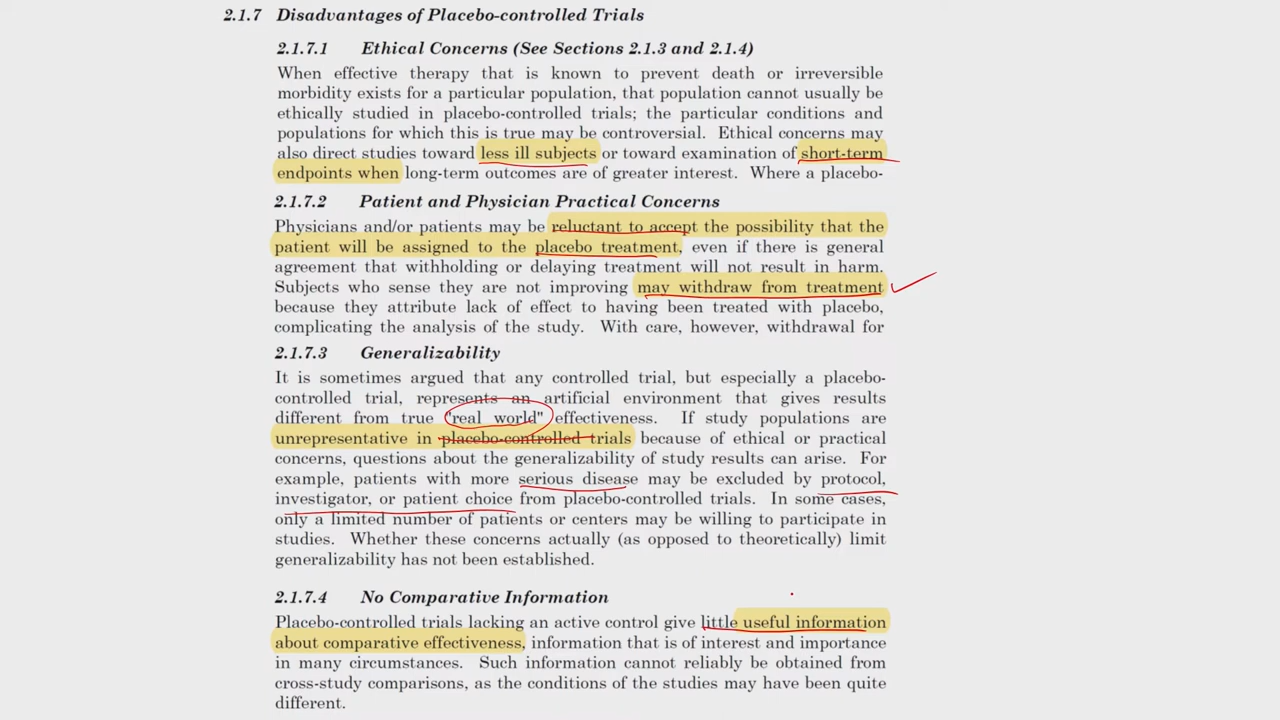 2.1.7 Disadvantages of Placebo-controlled Trials
2.1.7.1 Ethical Concerns (See Sections 2.1.3 and 2.1.4)
When effective therapy that is known to prevent death or irreversible
morbidity exists for a particular population, that population cannot usually be
ethically studied in placebo-controlled trials; the particular conditions and
populations for which this is true may be controversial. Ethical concerns may
also direct studies toward less ill subjects or toward examination of short-term
endpoints when long-term outcomes are of greater interest. Where a placebo-
2.1.7.2 Patient and Physician Practical Concerns
Physicians and/or patients may be reluctant to accept the possibility that the
patient will be assigned to the placebo treatment, even if there is general
agreement that withholding or delaying treatment will not result in harm.
Subjects who sense they are not improving may withdraw from treatment
because they attribute lack of effect to having been treated with placebo,
complicating the analysis of the study. With care, however, withdrawal for
2.1.7.3 Generalizability
It is sometimes argued that any controlled trial, but especially a placebo-
controlled trial, represents an artificial environment that gives results
different from true "real world" effectiveness. If study populations are
unrepresentative in placebo-controlled trials because of ethical or practical
concerns, questions about the generalizability of study results can arise. For
example, patients with more serious disease may be excluded by protocol,
investigator, or patient choice from placebo-controlled trials. In some cases,
only a limited number of patients or centers may be willing to participate in
studies. Whether these concerns actually (as opposed to theoretically) limit
generalizability has not been established.
2.1.7.4 No Comparative Information
Placebo-controlled trials lacking an active control give little useful information
about comparative effectiveness, information that is of interest and importance
in many circumstances. Such information cannot reliably be obtained from
cross-study comparisons, as the conditions of the studies may have been quite
different.